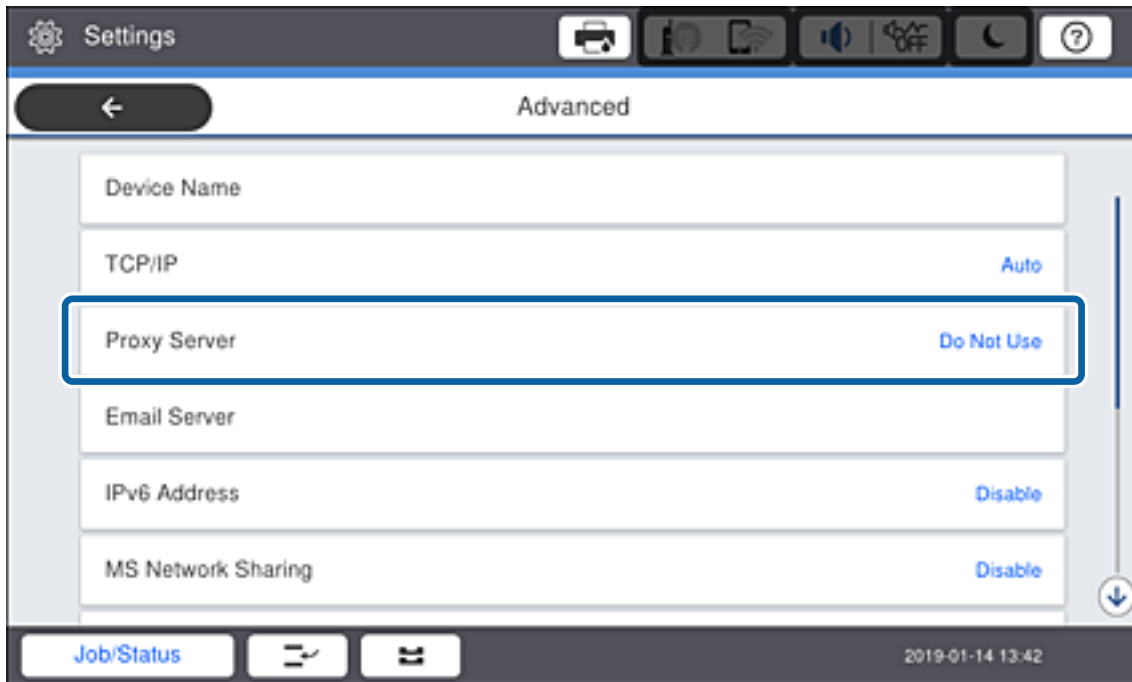 Settings
OFF
?
Advanced
Device Name
TCP/IP Auto
Proxy Server Do Not Use
Email Server
IPv6 Address Disable
MS Network Sharing Disable
Job/Status 2019-01-14 13:42